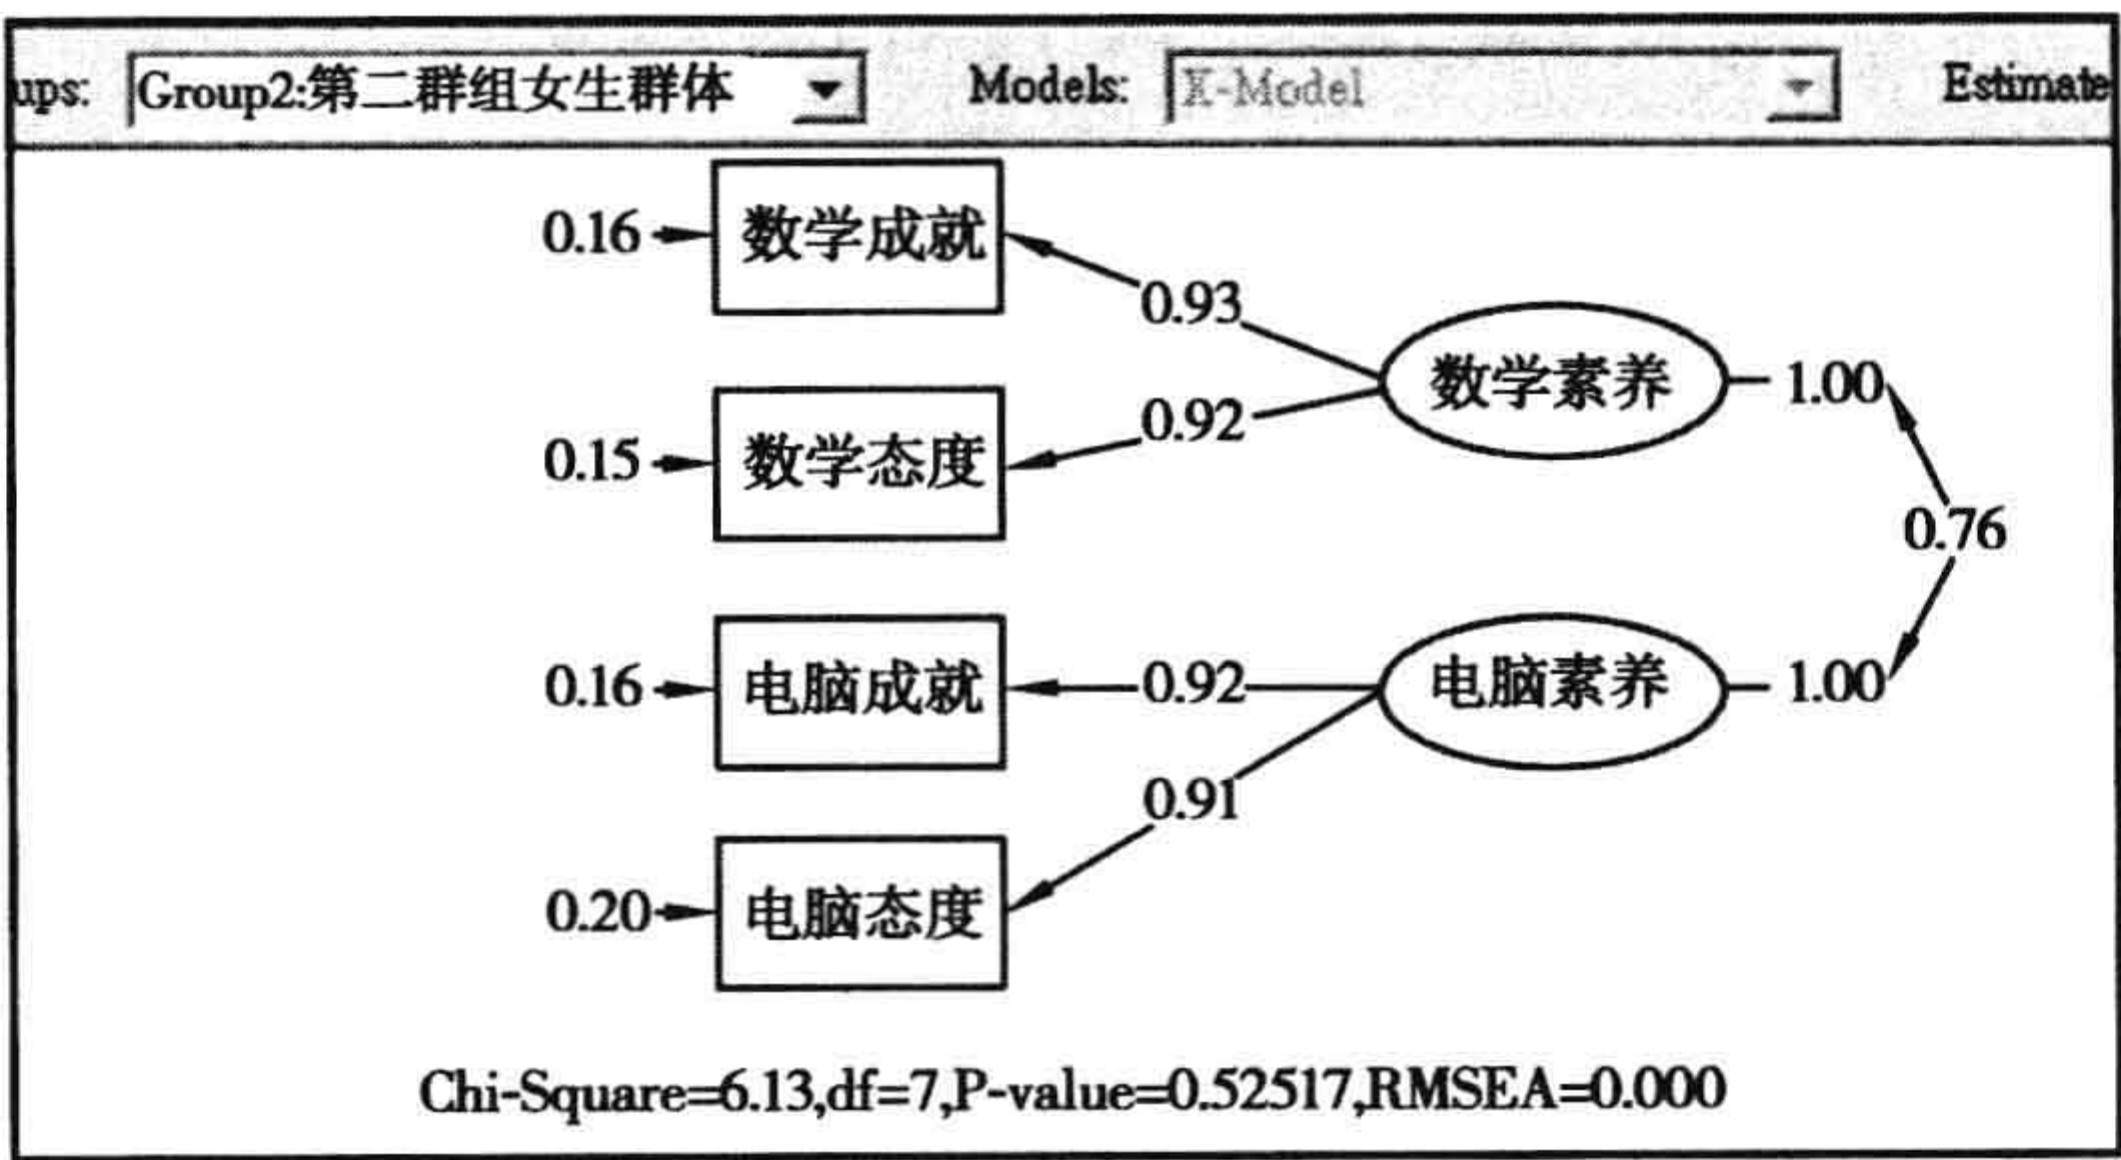 ups: Group2:第二群组女生群体 Models: X-Model Estimate
0.16 数学成就
0.93
数学素养 1.00
0.92
0.15 数学态度
0.76
0.16 电脑成就 0.92 电脑素养 1.00
0.91
0.20 电脑态度
Chi-Square=6.13,df=7,P-value=0.52517,RMSEA=0.000